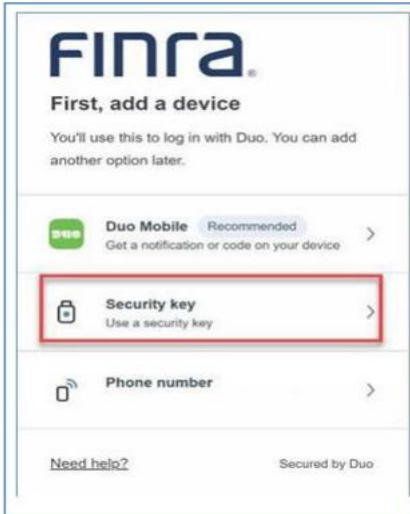 FINRA.
First, add a device
You'll use this to log in with Duo. You can add
another option later.
DUO
Duo Mobile Recommended
Get a notification or code on your device
Security key
Use a security key
Phone number
Need help? Secured by Duo